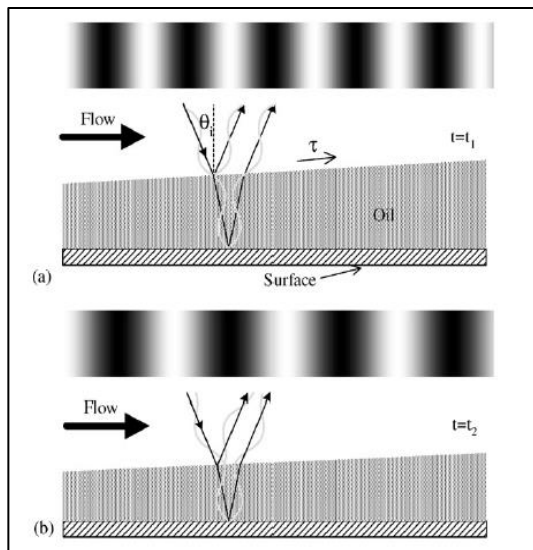 Flow
θᵢ
τ
t=t₁
Oil
Surface
(a)
Flow
t=t₂
(b)